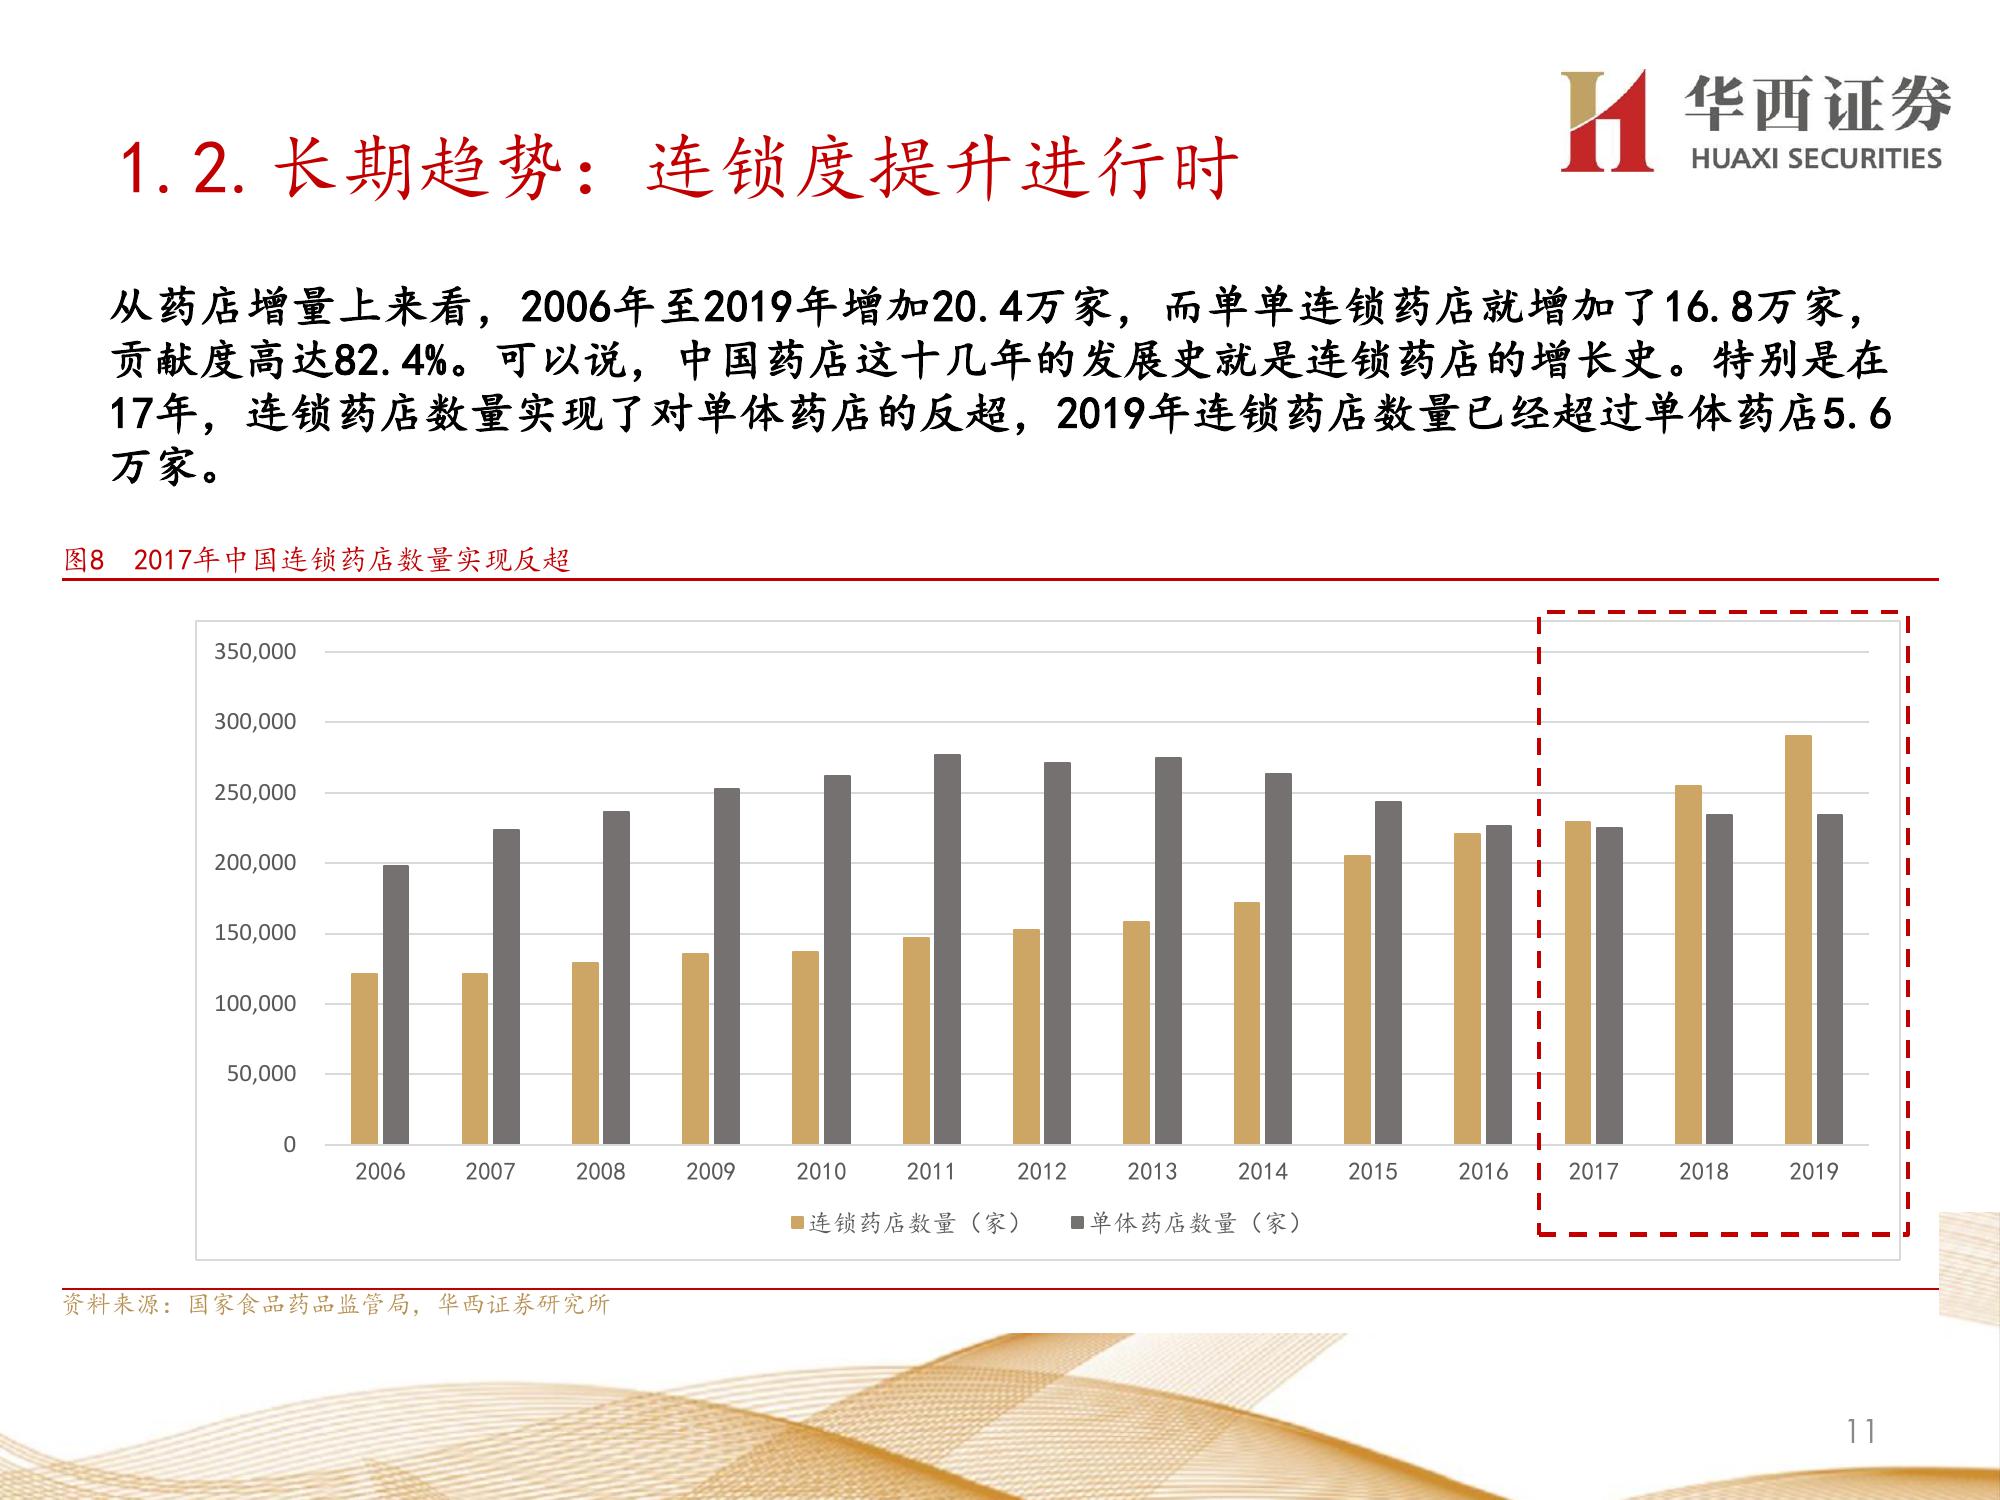 华西证券
HUAXI SECURITIES
1.2.长期趋势：连锁度提升进行时
从药店增量上来看，2006年至2019年增加20.4万家，而单单连锁药店就增加了16.8万家，
贡献度高达82.4%。可以说，中国药店这十几年的发展史就是连锁药店的增长史。特别是在
17年，连锁药店数量实现了对单体药店的反超，2019年连锁药店数量已经超过单体药店5.6
万家。
图8 2017年中国连锁药店数量实现反超
350,000
300,000
250,000
200,000
150,000
100,000
50,000
0
2006 2007 2008 2009 2010 2011 2012 2013 2014 2015 2016 2017 2018 2019
连锁药店数量（家） 单体药店数量（家）
资料来源：国家食品药品监管局，华西证券研究所
11